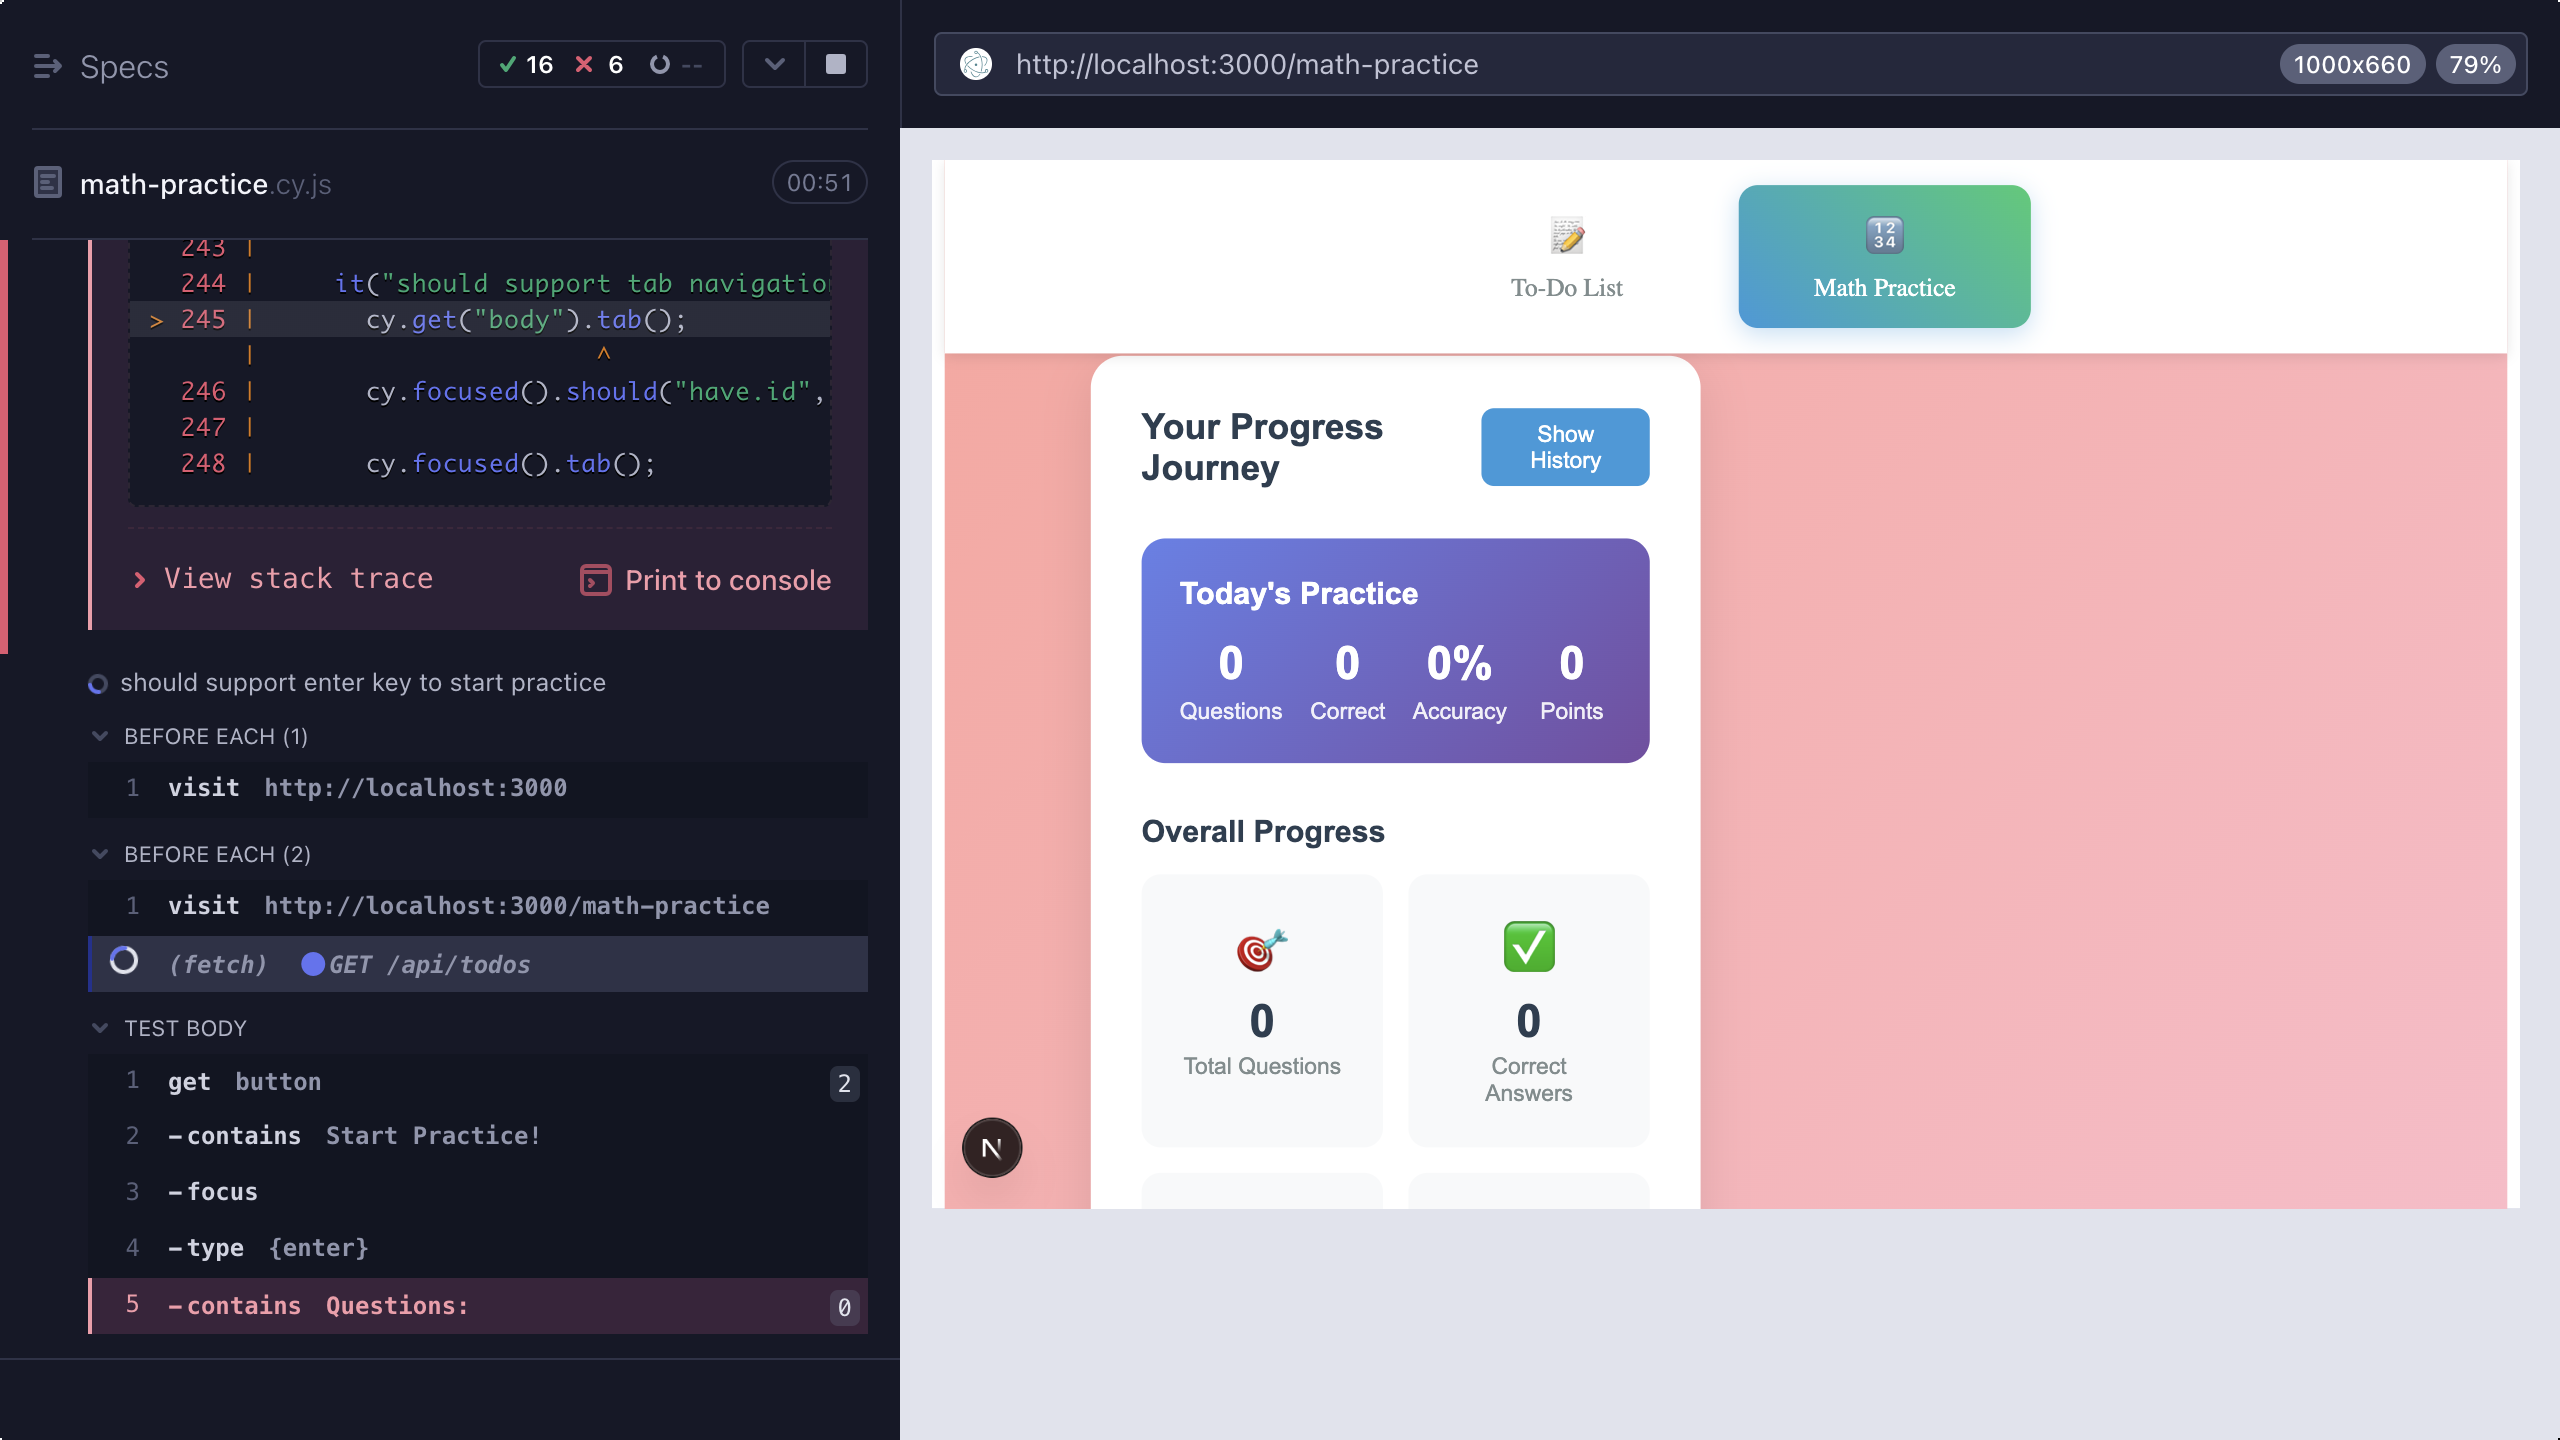 Specs
16
6
--
math-practice.cy.js
00:51
243 |
244 | it("should support tab navigatio
> 245 | cy.get("body").tab();
| ^
246 | cy.focused().should("have.id",
247 |
248 | cy.focused().tab();
View stack trace
Print to console
should support enter key to start practice
BEFORE EACH (1)
1 visit http://localhost:3000
BEFORE EACH (2)
1 visit http://localhost:3000/math-practice
(fetch) GET /api/todos
TEST BODY
1 get button 2
2 -contains Start Practice!
3 -focus
4 -type {enter}
5 -contains Questions: 0
http://localhost:3000/math-practice
1000x660
79%
To-Do List
1234
Math Practice
Your Progress
Journey
Show
History
Today's Practice
0 0 0% 0
Questions Correct Accuracy Points
Overall Progress
0
Total Questions
0
Correct
Answers
N